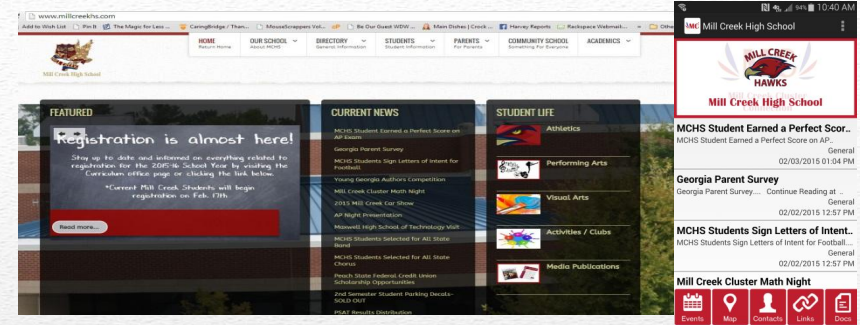 www.millcreekhs.com
Add to Wish List Pin It The Magic for Less ... CaringBridge / Than... MouseScrappers Yol... Be Our Guest WDW ... Main Dishes | Crock ... Harvey Reports Rackspace Webmail... » Othe
Mill Creek High School
HOME
Return Home
OUR SCHOOL
About MCHS
DIRECTORY
General Information
STUDENTS
Student Information
PARENTS
For Parents
COMMUNITY SCHOOL
Something For Everyone
ACADEMICS
FEATURED
Registration is almost here!
Stay up to date and informed on everything related to
registration for the 2015-16 School Year by visiting the
Curriculum office page or clicking the link below.
*Current Mill Creek Students will begin
registration on Feb. 17th
Read more...
CURRENT NEWS
MCHS Student Earned a Perfect Score on
AP Exam
Georgia Parent Survey
MCHS Students Sign Letters of Intent for
Football
Young Georgia Authors Competition
Mill Creek Cluster Math Night
2015 Mill Creek Car Show
AP Night Presentation
Maxwell High School of Technology Visit
MCHS Students Selected for All State
Band
MCHS Students Selected for All State
Chorus
Peach State Federal Credit Union
Scholarship Opportunities
2nd Semester Student Parking Decals-
SOLD OUT
PSAT Results Distribution
STUDENT LIFE
Athletics
Performing Arts
Visual Arts
Activities / Clubs
Media Publications
94% 10:40 AM
MC Mill Creek High School
MILL CREEK
HAWKS
Mill Creek High School
MCHS Student Earned a Perfect Scor..
MCHS Student Earned a Perfect Score on AP..
General
02/03/2015 01:04 PM
Georgia Parent Survey
Georgia Parent Survey.... Continue Reading at ..
General
02/02/2015 12:57 PM
MCHS Students Sign Letters of Intent..
MCHS Students Sign Letters of Intent for Football....
General
02/02/2015 12:57 PM
Mill Creek Cluster Math Night
Events Map Contacts Links Docs